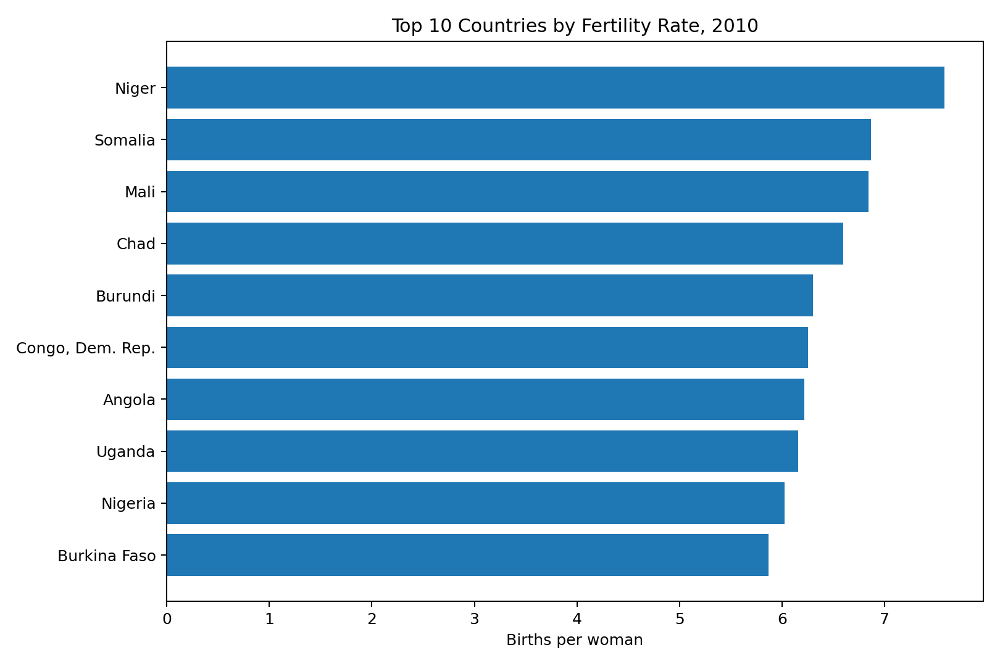 Top 10 Countries by Fertility Rate, 2010
Niger
Somalia
Mali
Chad
Burundi
Congo, Dem. Rep.
Angola
Uganda
Nigeria
Burkina Faso
0 1 2 3 4 5 6 7
Births per woman